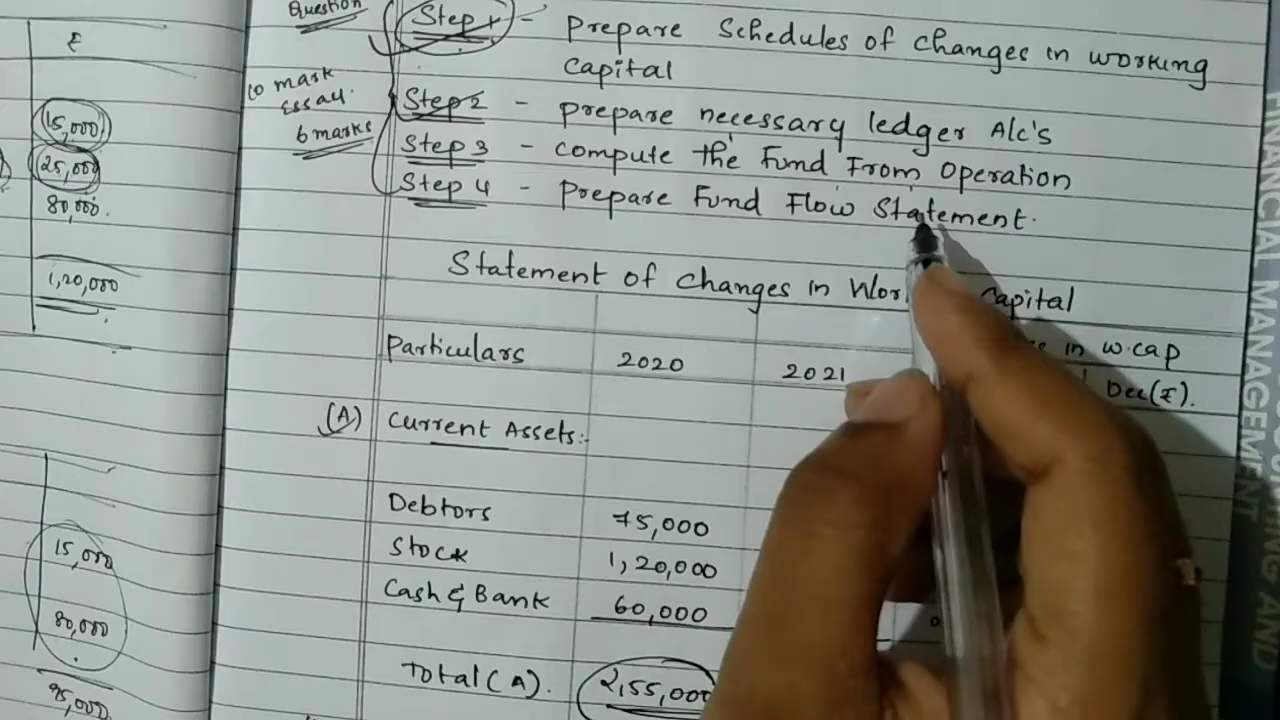 ₹
15,000
25,000
80,000.
1,20,000
15,000
80,000
95,000
Question
10 mark
essay.
6 marks
Step 1 - Prepare Schedules of changes in working
capital
Step 2 - prepare necessary ledger A/c's
Step 3 - compute the Fund From Operation
Step 4 - prepare Fund Flow Statement.
Statement of changes in Wor capital
particulars 2020 2021 in w.cap
Dec(₹).
(A) Current Assets:-
Debtors 75,000
Stock 1,20,000
Cash & Bank 60,000
Total (A). 2,55,000
FINANCIAL MANAGEMENT
AND